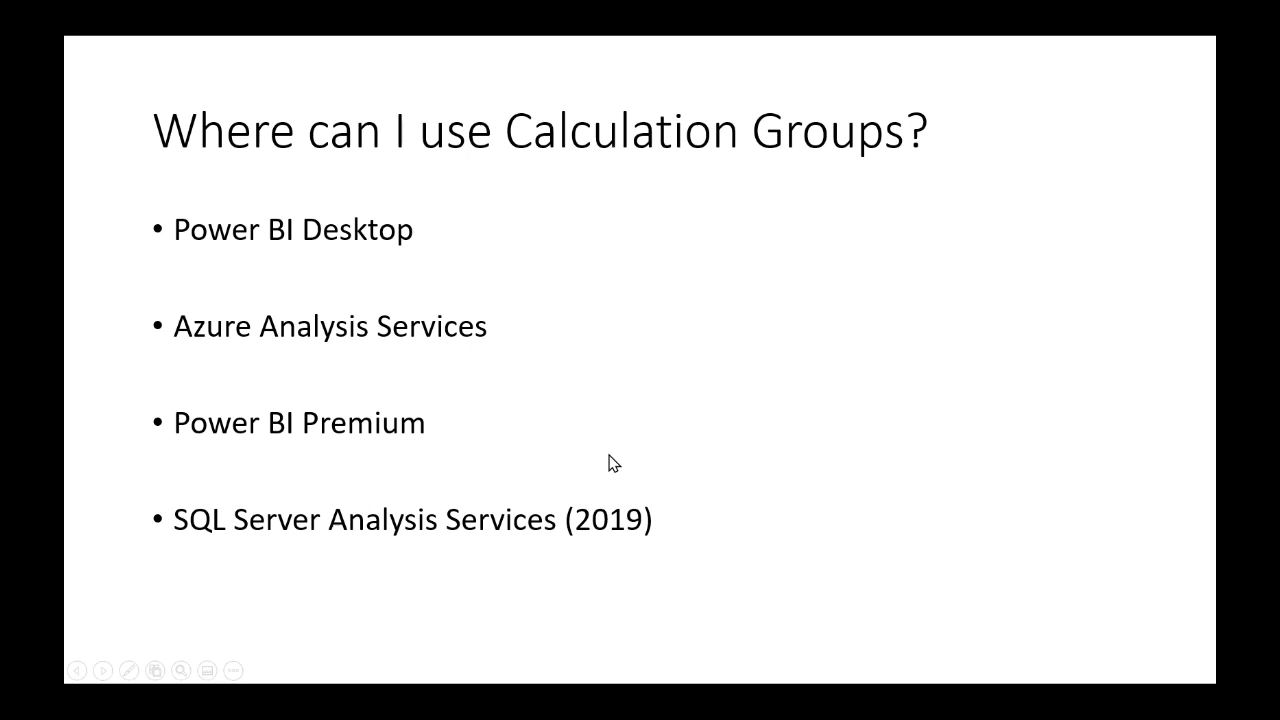 Where can I use Calculation Groups?
• Power BI Desktop
• Azure Analysis Services
• Power BI Premium
• SQL Server Analysis Services (2019)